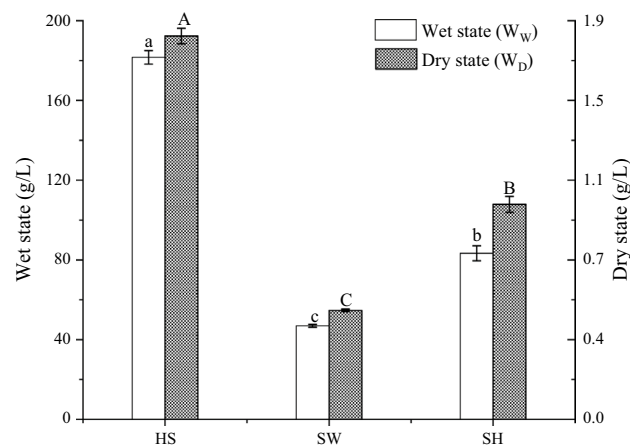 Wet state (W_W)
Dry state (W_D)
Wet state (g/L)
200
160
120
80
40
0
a
A
c
C
b
B
1.9
1.5
1.1
0.7
0.4
0.0
Dry state (g/L)
HS SW SH